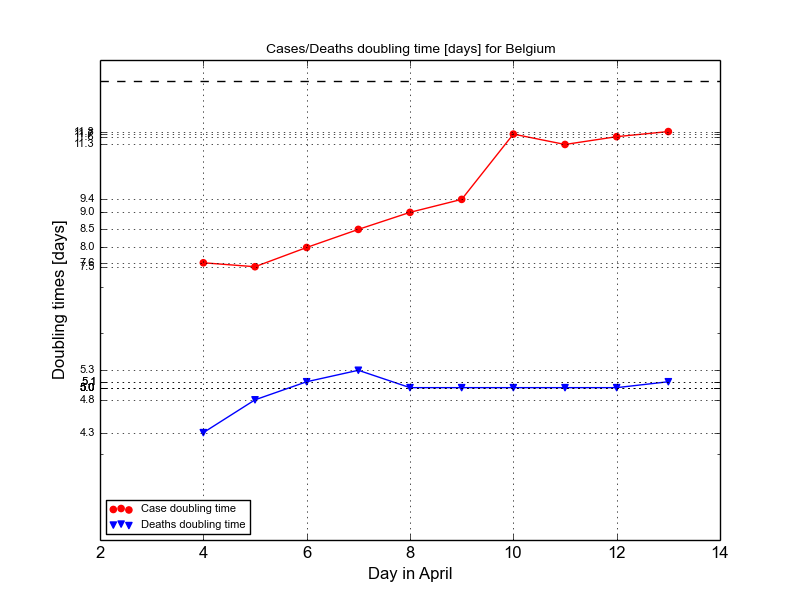 Cases/Deaths doubling time [days] for Belgium
11.3
9.4
9.0
8.5
8.0
7.6
7.5
5.3
5.1
5.0
4.8
4.3
Doubling times [days]
Case doubling time
Deaths doubling time
2 4 6 8 10 12 14
Day in April